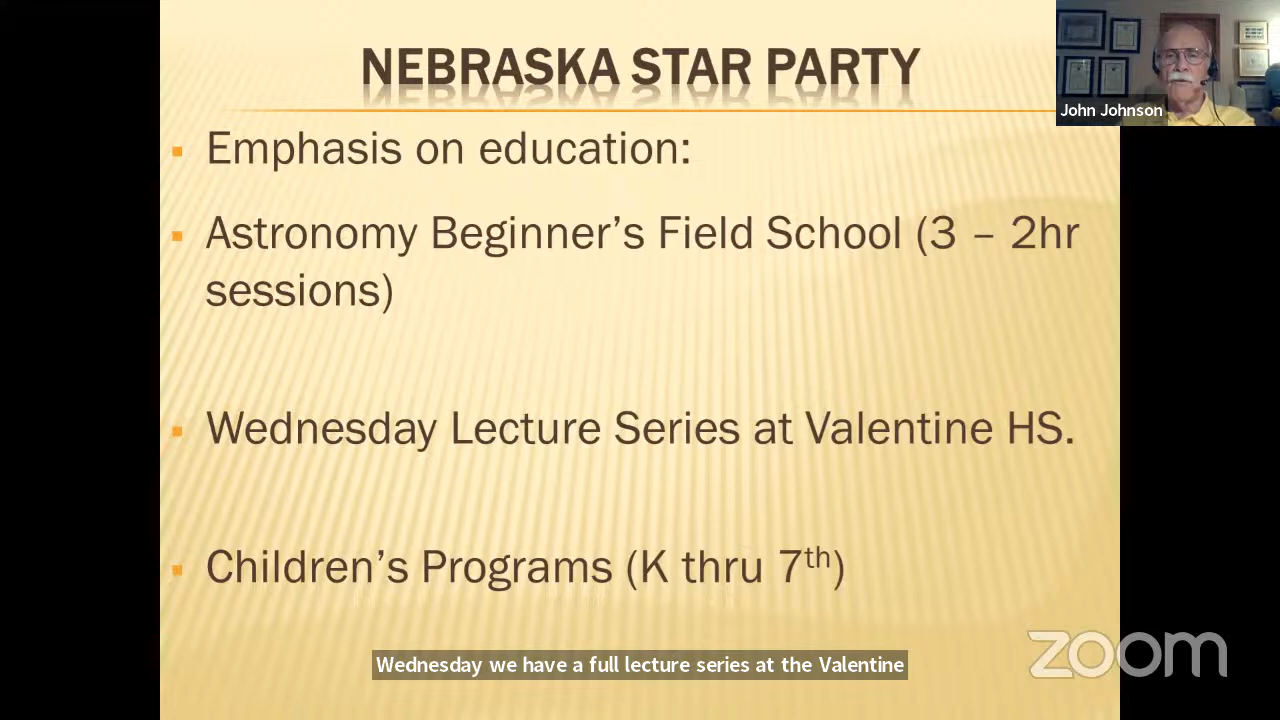 NEBRASKA STAR PARTY
John Johnson
▪ Emphasis on education:
▪ Astronomy Beginner’s Field School (3 – 2hr
sessions)
▪ Wednesday Lecture Series at Valentine HS.
▪ Children’s Programs (K thru 7th)
Wednesday we have a full lecture series at the Valentine
zoom